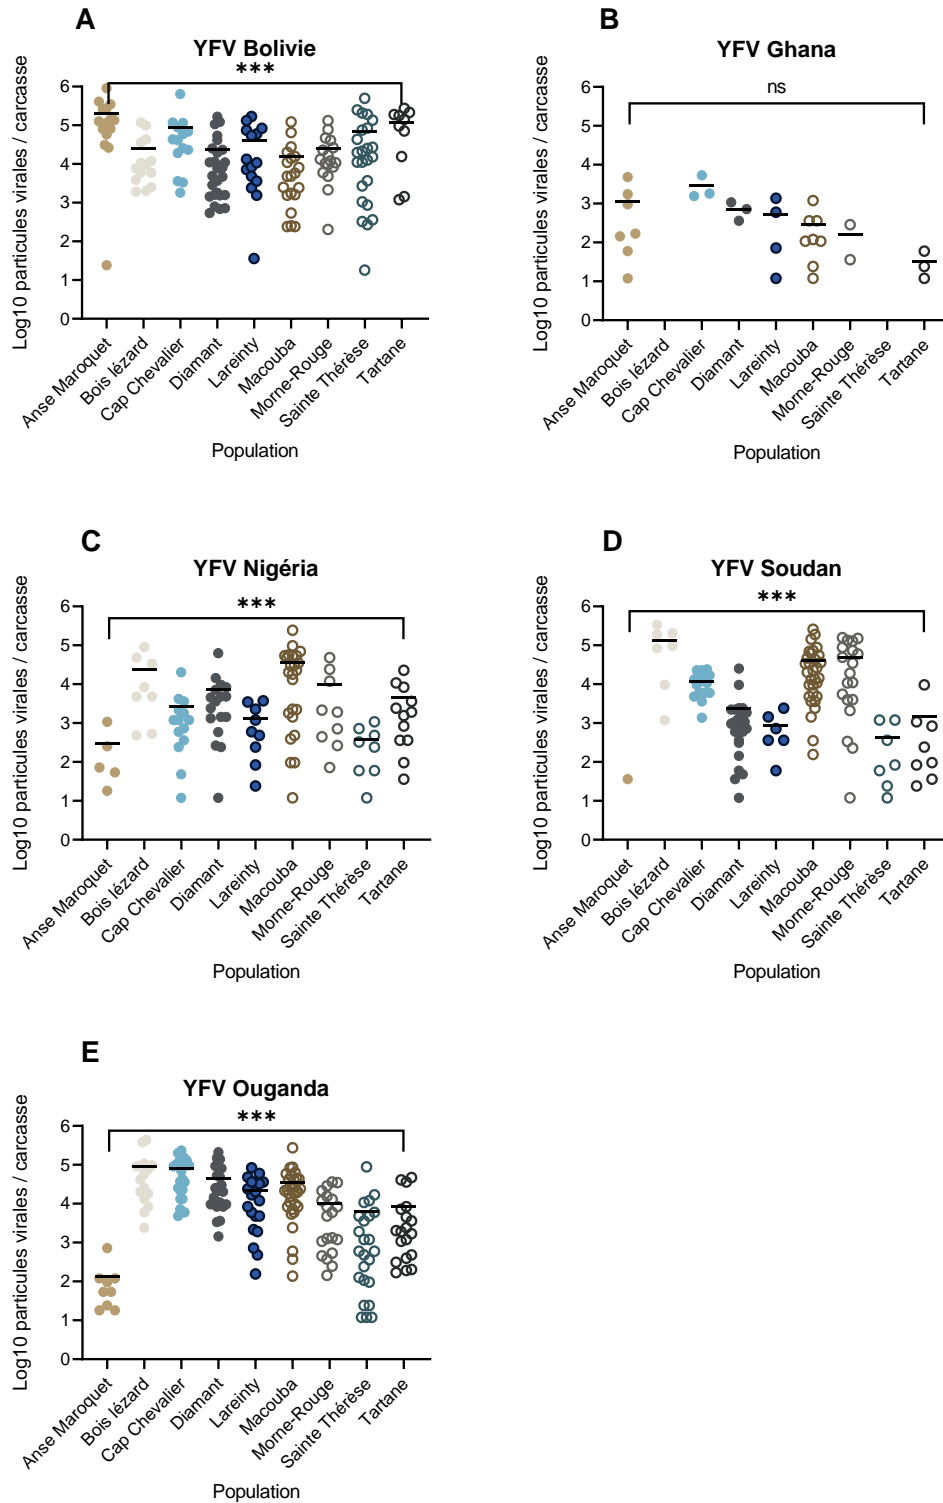 A
YFV Bolivie
***
Log10 particules virales / carcasse
6
5
4
3
2
1
0
Anse Maroquet
Bois lézard
Cap Chevalier
Diamant
Lareinty
Macouba
Morne-Rouge
Sainte Thérèse
Tartane
Population
B
YFV Ghana
ns
Log10 particules virales / carcasse
6
5
4
3
2
1
0
Anse Maroquet
Bois lézard
Cap Chevalier
Diamant
Lareinty
Macouba
Morne-Rouge
Sainte Thérèse
Tartane
Population
C
YFV Nigéria
***
Log10 particules virales / carcasse
6
5
4
3
2
1
0
Anse Maroquet
Bois lézard
Cap Chevalier
Diamant
Lareinty
Macouba
Morne-Rouge
Sainte Thérèse
Tartane
Population
D
YFV Soudan
***
Log10 particules virales / carcasse
6
5
4
3
2
1
0
Anse Maroquet
Bois lézard
Cap Chevalier
Diamant
Lareinty
Macouba
Morne-Rouge
Sainte Thérèse
Tartane
Population
E
YFV Ouganda
***
Log10 particules virales / carcasse
6
5
4
3
2
1
0
Anse Maroquet
Bois lézard
Cap Chevalier
Diamant
Lareinty
Macouba
Morne-Rouge
Sainte Thérèse
Tartane
Population